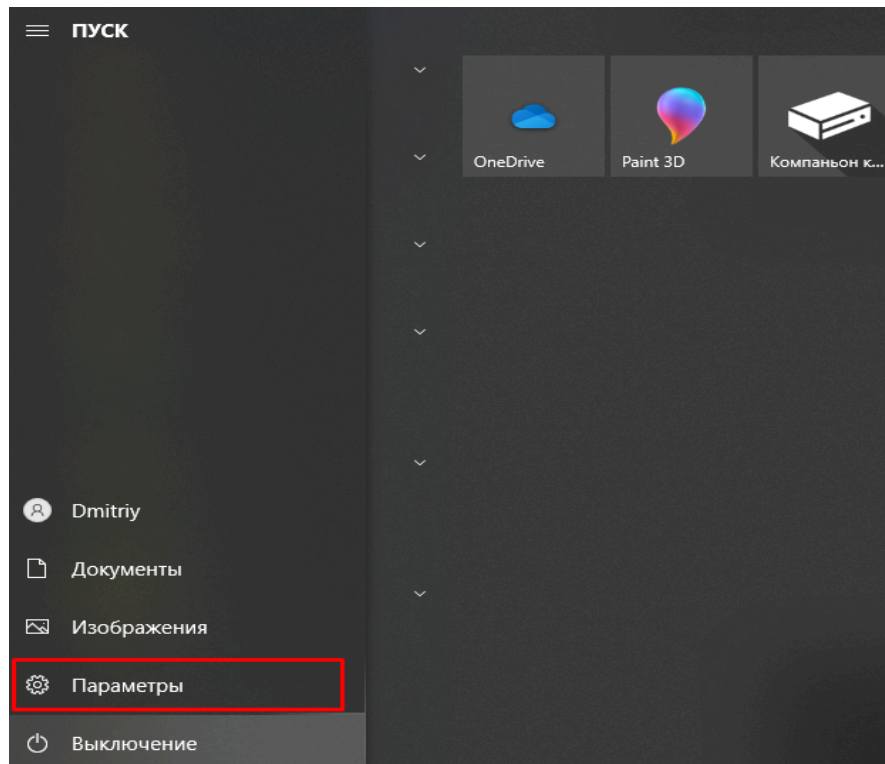 ПУСК
OneDrive
Paint 3D
Компаньон к...
Dmitriy
Документы
Изображения
Параметры
Выключение